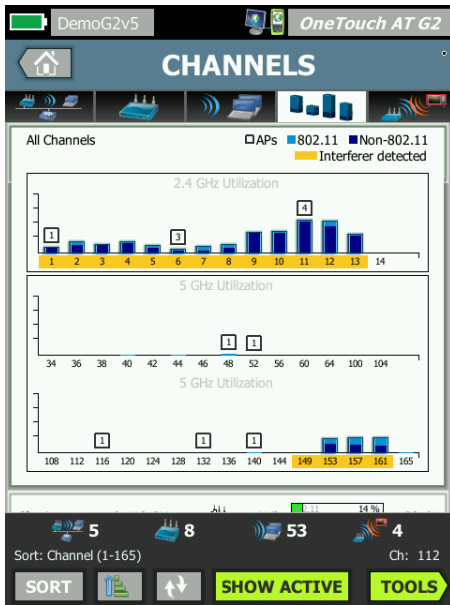 DemoG2v5 OneTouch AT G2
CHANNELS
All Channels APs 802.11 Non-802.11
Interferer detected
2.4 GHz Utilization
1 3 4
1 2 3 4 5 6 7 8 9 10 11 12 13 14
5 GHz Utilization
1 1
34 36 38 40 42 44 46 48 52 56 60 64 100 104
5 GHz Utilization
1 1 1
108 112 116 120 124 128 132 136 140 144 149 153 157 161 165
14 %
5 8 53 4
Sort: Channel (1-165) Ch: 112
SORT SHOW ACTIVE TOOLS